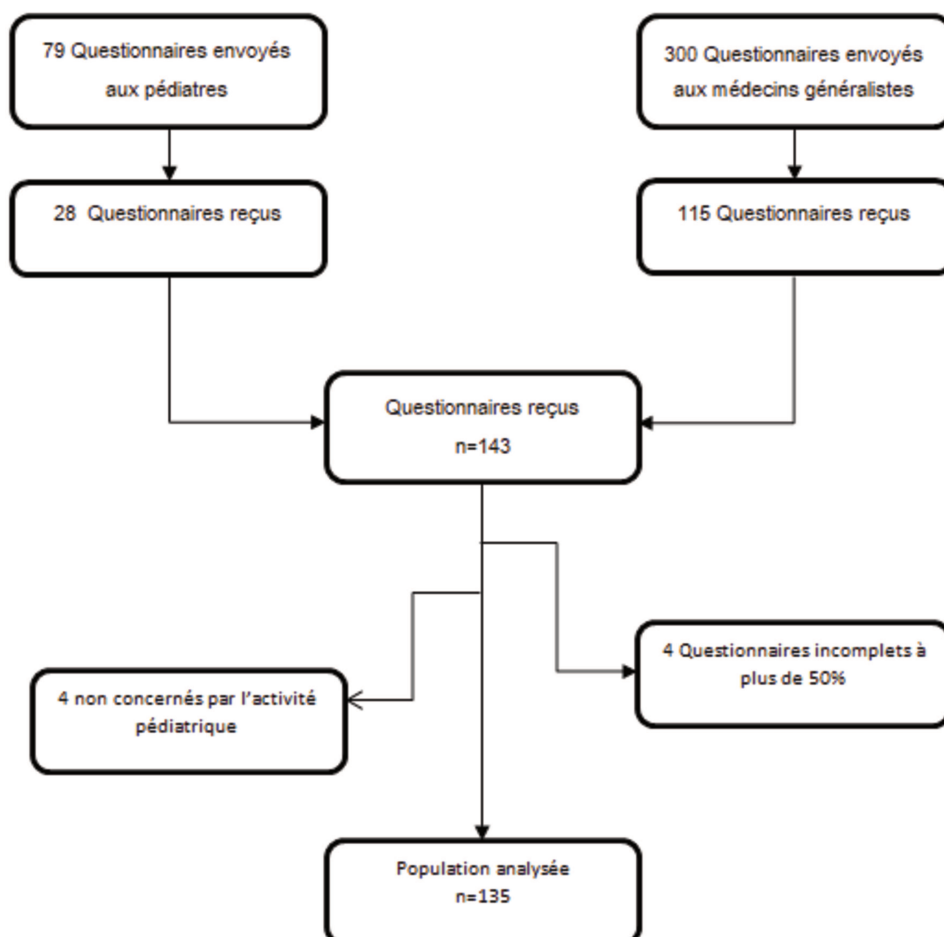 79 Questionnaires envoyés
aux pédiatres
300 Questionnaires envoyés
aux médecins généralistes
28 Questionnaires reçus
115 Questionnaires reçus
Questionnaires reçus
n=143
4 Questionnaires incomplets à
plus de 50%
4 non concernés par l’activité
pédiatrique
Population analysée
n=135